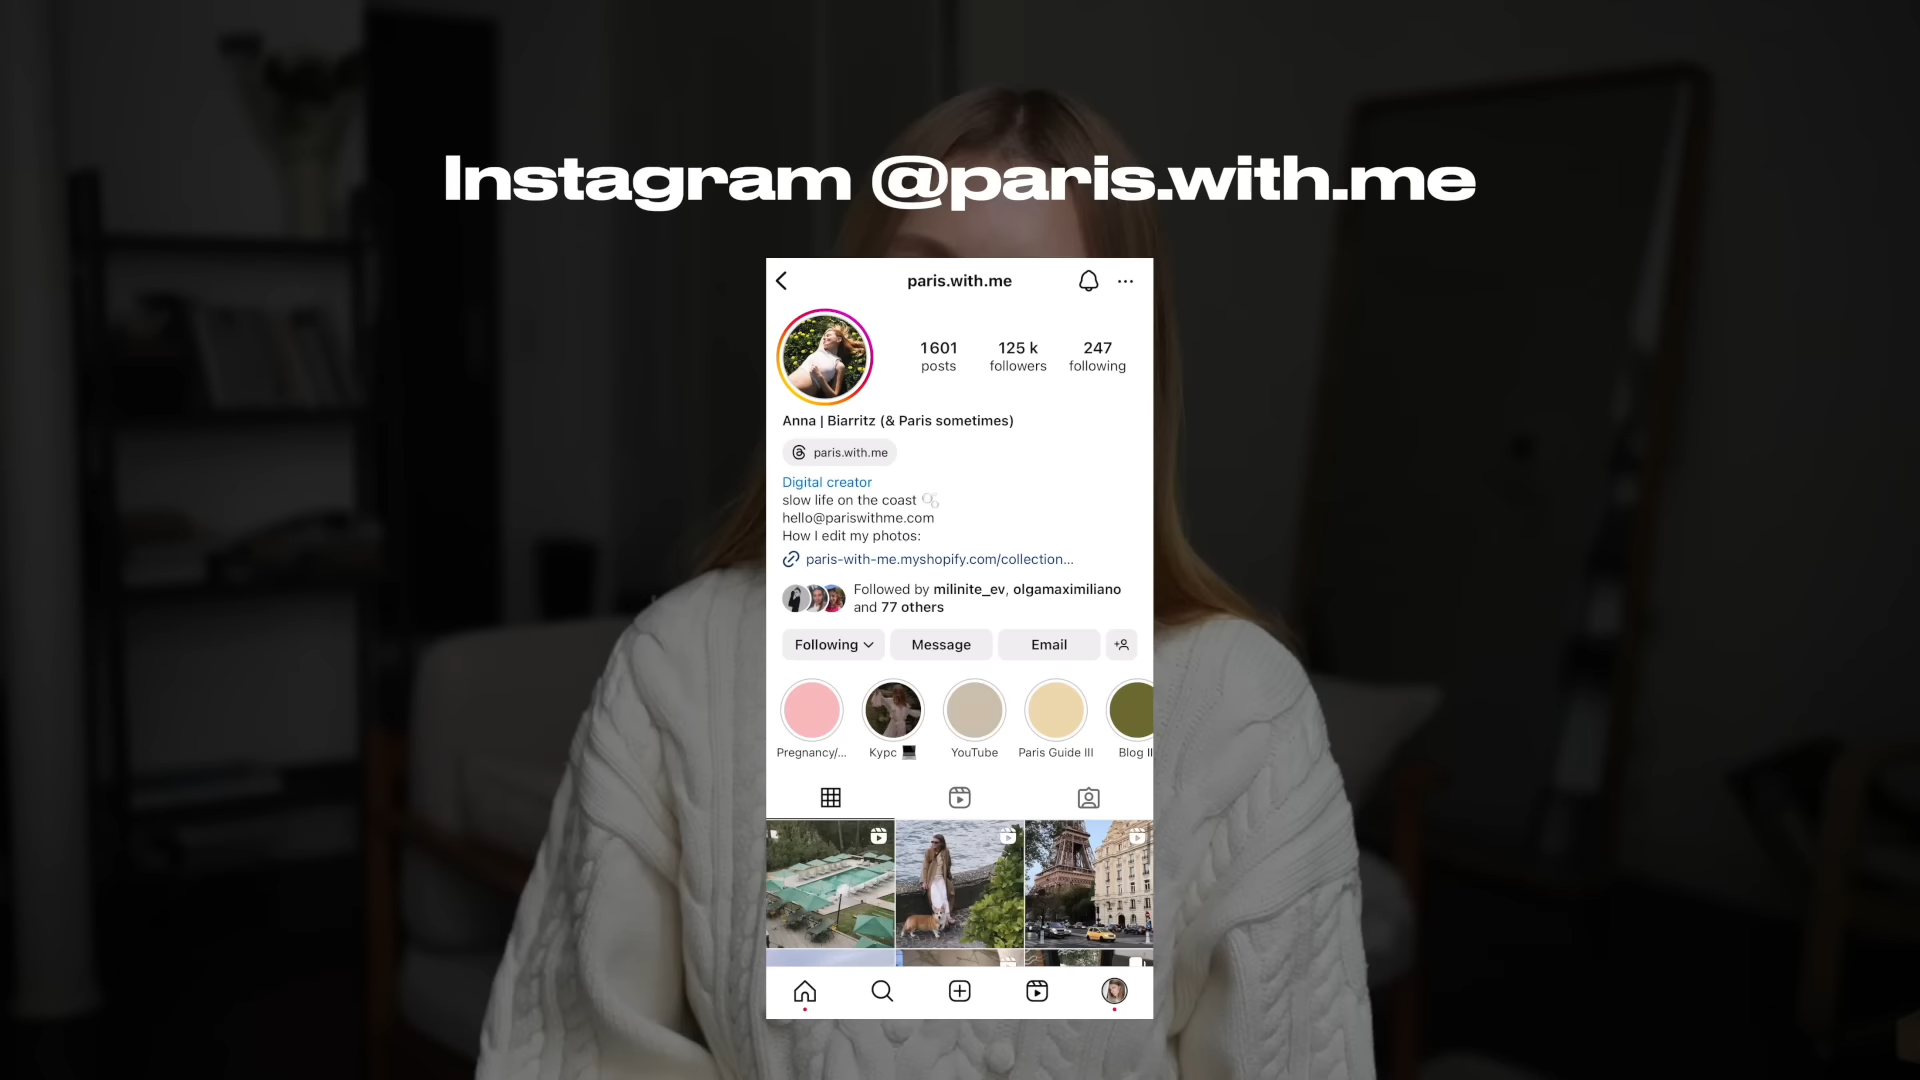 Instagram @paris.with.me
paris.with.me
1601 125 k 247
posts followers following
Anna | Biarritz (& Paris sometimes)
paris.with.me
Digital creator
slow life on the coast 🫧
hello@pariswithme.com
How I edit my photos:
paris-with-me.myshopify.com/collection...
Followed by milinite_ev, olgamaximiliano
and 77 others
Following Message Email
Pregnancy/... Курс 💻 YouTube Paris Guide III Blog II